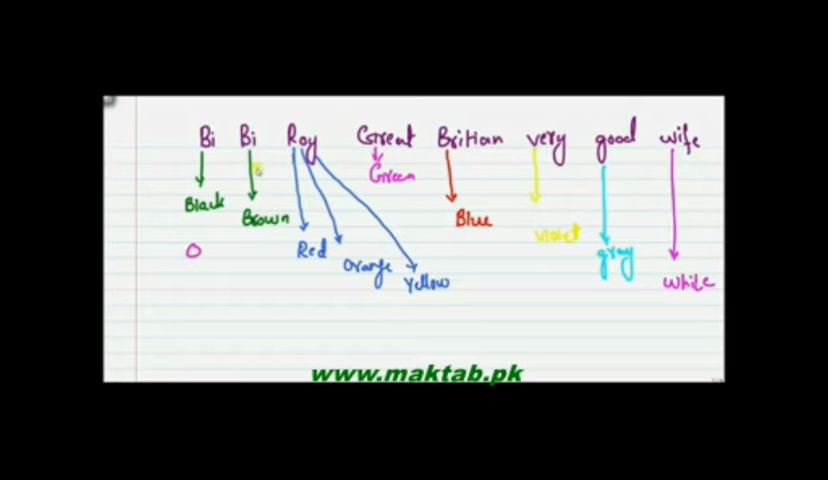 Bi Bi Roy Great Britian very good wife
Green
Black Brown Blue
Violet
Red Orange Yellow gray
White
0
www.maktab.pk